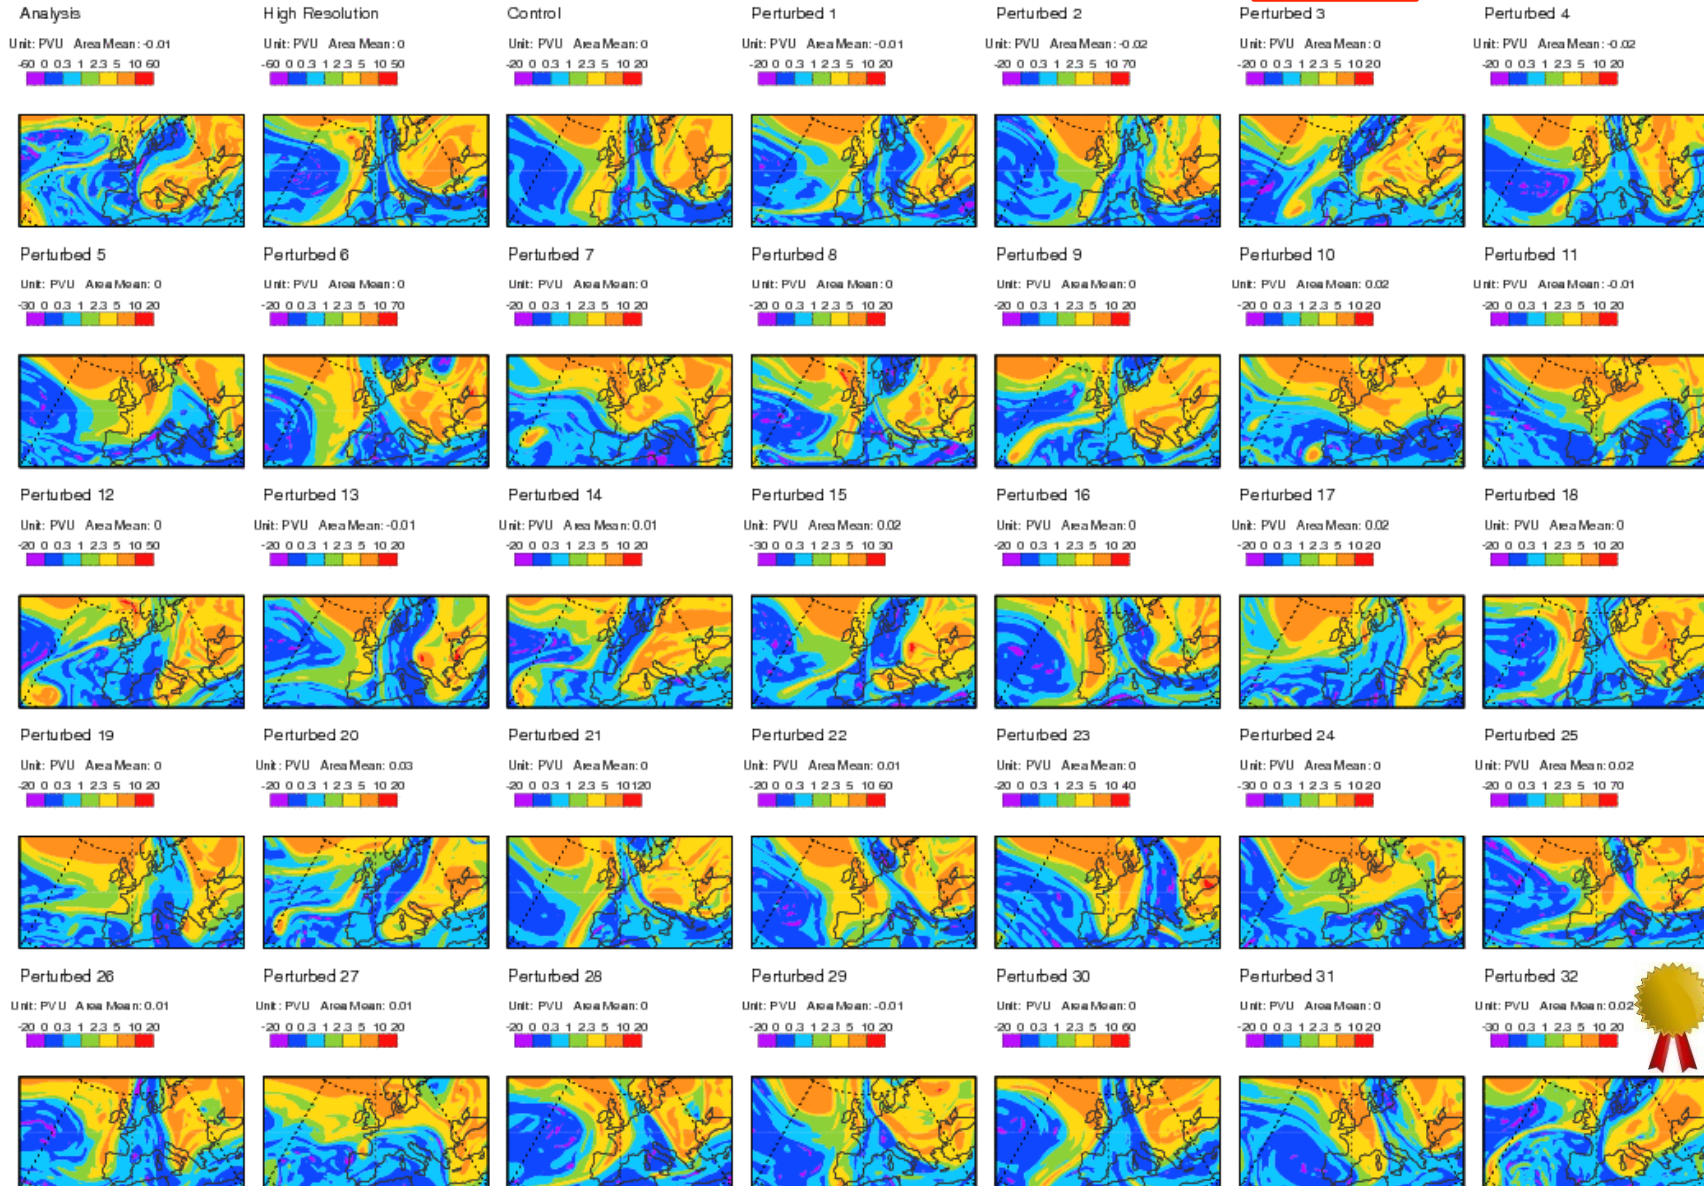 Analysis High Resolution Control Perturbed 1 Perturbed 2 Perturbed 3 Perturbed 4
Unit: PVU Area Mean: -0.01 Unit: PVU Area Mean: 0 Unit: PVU Area Mean: 0 Unit: PVU Area Mean: -0.01 Unit: PVU Area Mean: -0.02 Unit: PVU Area Mean: 0 Unit: PVU Area Mean: -0.02
-60 0 0.3 1 2 3 5 10 60 -60 0 0.3 1 2 3 5 10 50 -20 0 0.3 1 2 3 5 10 20 -20 0 0.3 1 2 3 5 10 20 -20 0 0.3 1 2 3 5 10 70 -20 0 0.3 1 2 3 5 10 20 -20 0 0.3 1 2 3 5 10 20
Perturbed 5 Perturbed 6 Perturbed 7 Perturbed 8 Perturbed 9 Perturbed 10 Perturbed 11
Unit: PVU Area Mean: 0 Unit: PVU Area Mean: 0 Unit: PVU Area Mean: 0 Unit: PVU Area Mean: 0 Unit: PVU Area Mean: 0 Unit: PVU Area Mean: 0.02 Unit: PVU Area Mean: -0.01
-30 0 0.3 1 2 3 5 10 20 -20 0 0.3 1 2 3 5 10 70 -20 0 0.3 1 2 3 5 10 20 -20 0 0.3 1 2 3 5 10 20 -20 0 0.3 1 2 3 5 10 20 -20 0 0.3 1 2 3 5 10 20 -20 0 0.3 1 2 3 5 10 20
Perturbed 12 Perturbed 13 Perturbed 14 Perturbed 15 Perturbed 16 Perturbed 17 Perturbed 18
Unit: PVU Area Mean: 0 Unit: PVU Area Mean: -0.01 Unit: PVU Area Mean: 0.01 Unit: PVU Area Mean: 0.02 Unit: PVU Area Mean: 0 Unit: PVU Area Mean: 0.02 Unit: PVU Area Mean: 0
-20 0 0.3 1 2 3 5 10 50 -20 0 0.3 1 2 3 5 10 20 -20 0 0.3 1 2 3 5 10 20 -30 0 0.3 1 2 3 5 10 30 -20 0 0.3 1 2 3 5 10 20 -20 0 0.3 1 2 3 5 10 20 -20 0 0.3 1 2 3 5 10 20
Perturbed 19 Perturbed 20 Perturbed 21 Perturbed 22 Perturbed 23 Perturbed 24 Perturbed 25
Unit: PVU Area Mean: 0 Unit: PVU Area Mean: 0.03 Unit: PVU Area Mean: 0 Unit: PVU Area Mean: 0.01 Unit: PVU Area Mean: 0 Unit: PVU Area Mean: 0 Unit: PVU Area Mean: 0.02
-20 0 0.3 1 2 3 5 10 20 -20 0 0.3 1 2 3 5 10 20 -20 0 0.3 1 2 3 5 10 120 -20 0 0.3 1 2 3 5 10 60 -20 0 0.3 1 2 3 5 10 40 -30 0 0.3 1 2 3 5 10 20 -20 0 0.3 1 2 3 5 10 70
Perturbed 26 Perturbed 27 Perturbed 28 Perturbed 29 Perturbed 30 Perturbed 31 Perturbed 32
Unit: PVU Area Mean: 0.01 Unit: PVU Area Mean: 0.01 Unit: PVU Area Mean: 0 Unit: PVU Area Mean: -0.01 Unit: PVU Area Mean: 0 Unit: PVU Area Mean: 0 Unit: PVU Area Mean: 0.02
-20 0 0.3 1 2 3 5 10 20 -20 0 0.3 1 2 3 5 10 20 -20 0 0.3 1 2 3 5 10 20 -20 0 0.3 1 2 3 5 10 20 -20 0 0.3 1 2 3 5 10 60 -20 0 0.3 1 2 3 5 10 20 -30 0 0.3 1 2 3 5 10 20